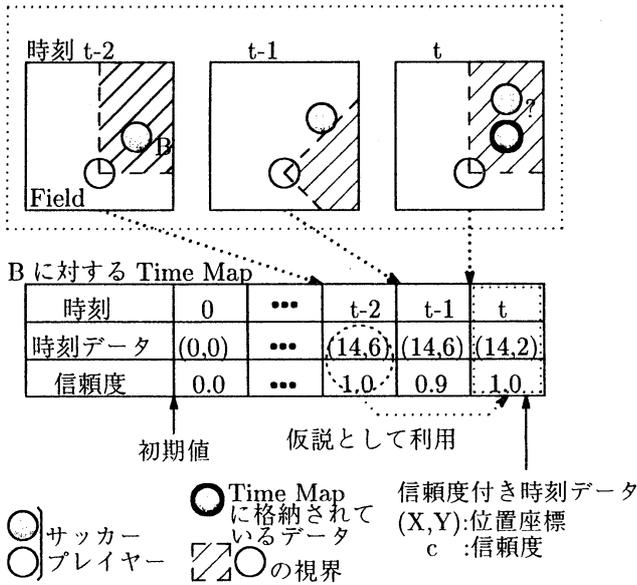 時刻 t-2 t-1 t
B
?
Field
B に対する Time Map
時刻 0 ••• t-2 t-1 t
時刻データ (0,0) ••• (14,6) (14,6) (14,2)
信頼度 0.0 ••• 1.0 0.9 1.0
初期値
仮説として利用
サッカー
プレイヤー
Time Map
に格納されて
いるデータ
の視界
信頼度付き時刻データ
(X,Y):位置座標
c :信頼度